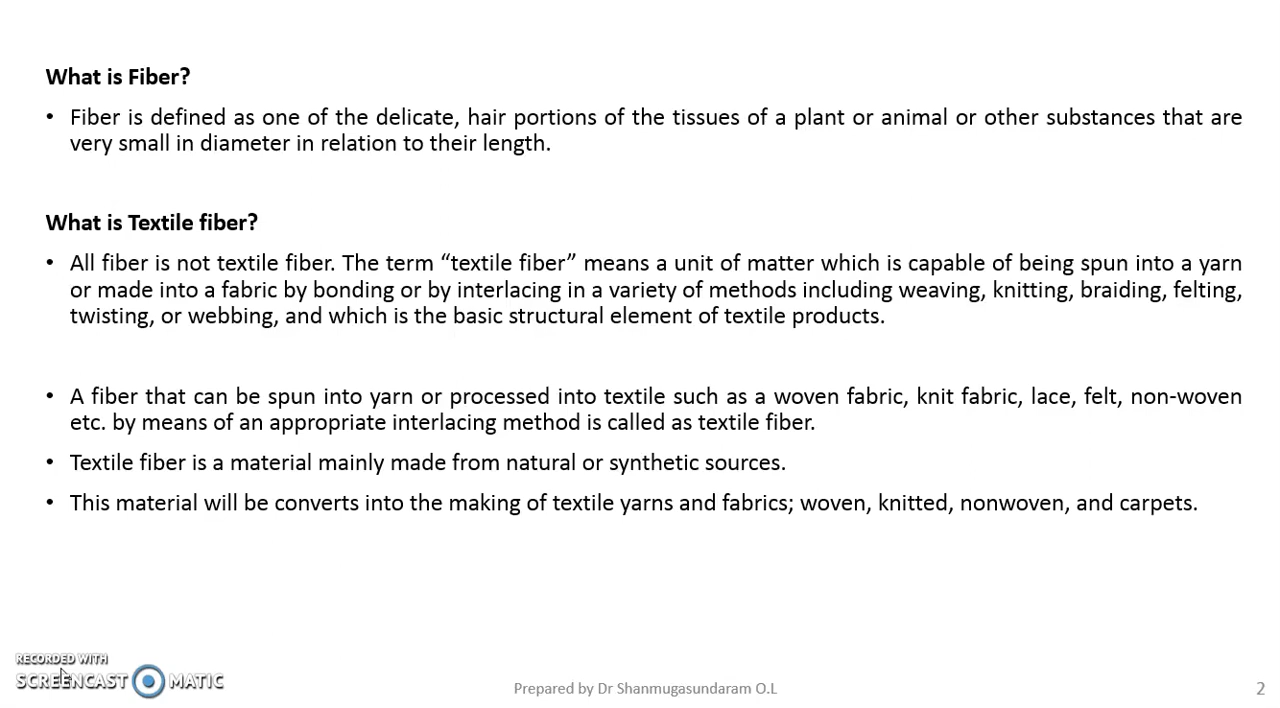 What is Fiber?
• Fiber is defined as one of the delicate, hair portions of the tissues of a plant or animal or other substances that are
very small in diameter in relation to their length.
What is Textile fiber?
• All fiber is not textile fiber. The term “textile fiber” means a unit of matter which is capable of being spun into a yarn
or made into a fabric by bonding or by interlacing in a variety of methods including weaving, knitting, braiding, felting,
twisting, or webbing, and which is the basic structural element of textile products.
• A fiber that can be spun into yarn or processed into textile such as a woven fabric, knit fabric, lace, felt, non-woven
etc. by means of an appropriate interlacing method is called as textile fiber.
• Textile fiber is a material mainly made from natural or synthetic sources.
• This material will be converts into the making of textile yarns and fabrics; woven, knitted, nonwoven, and carpets.
RECORDED WITH
SCREENCAST MATIC
Prepared by Dr Shanmugasundaram O.L
2